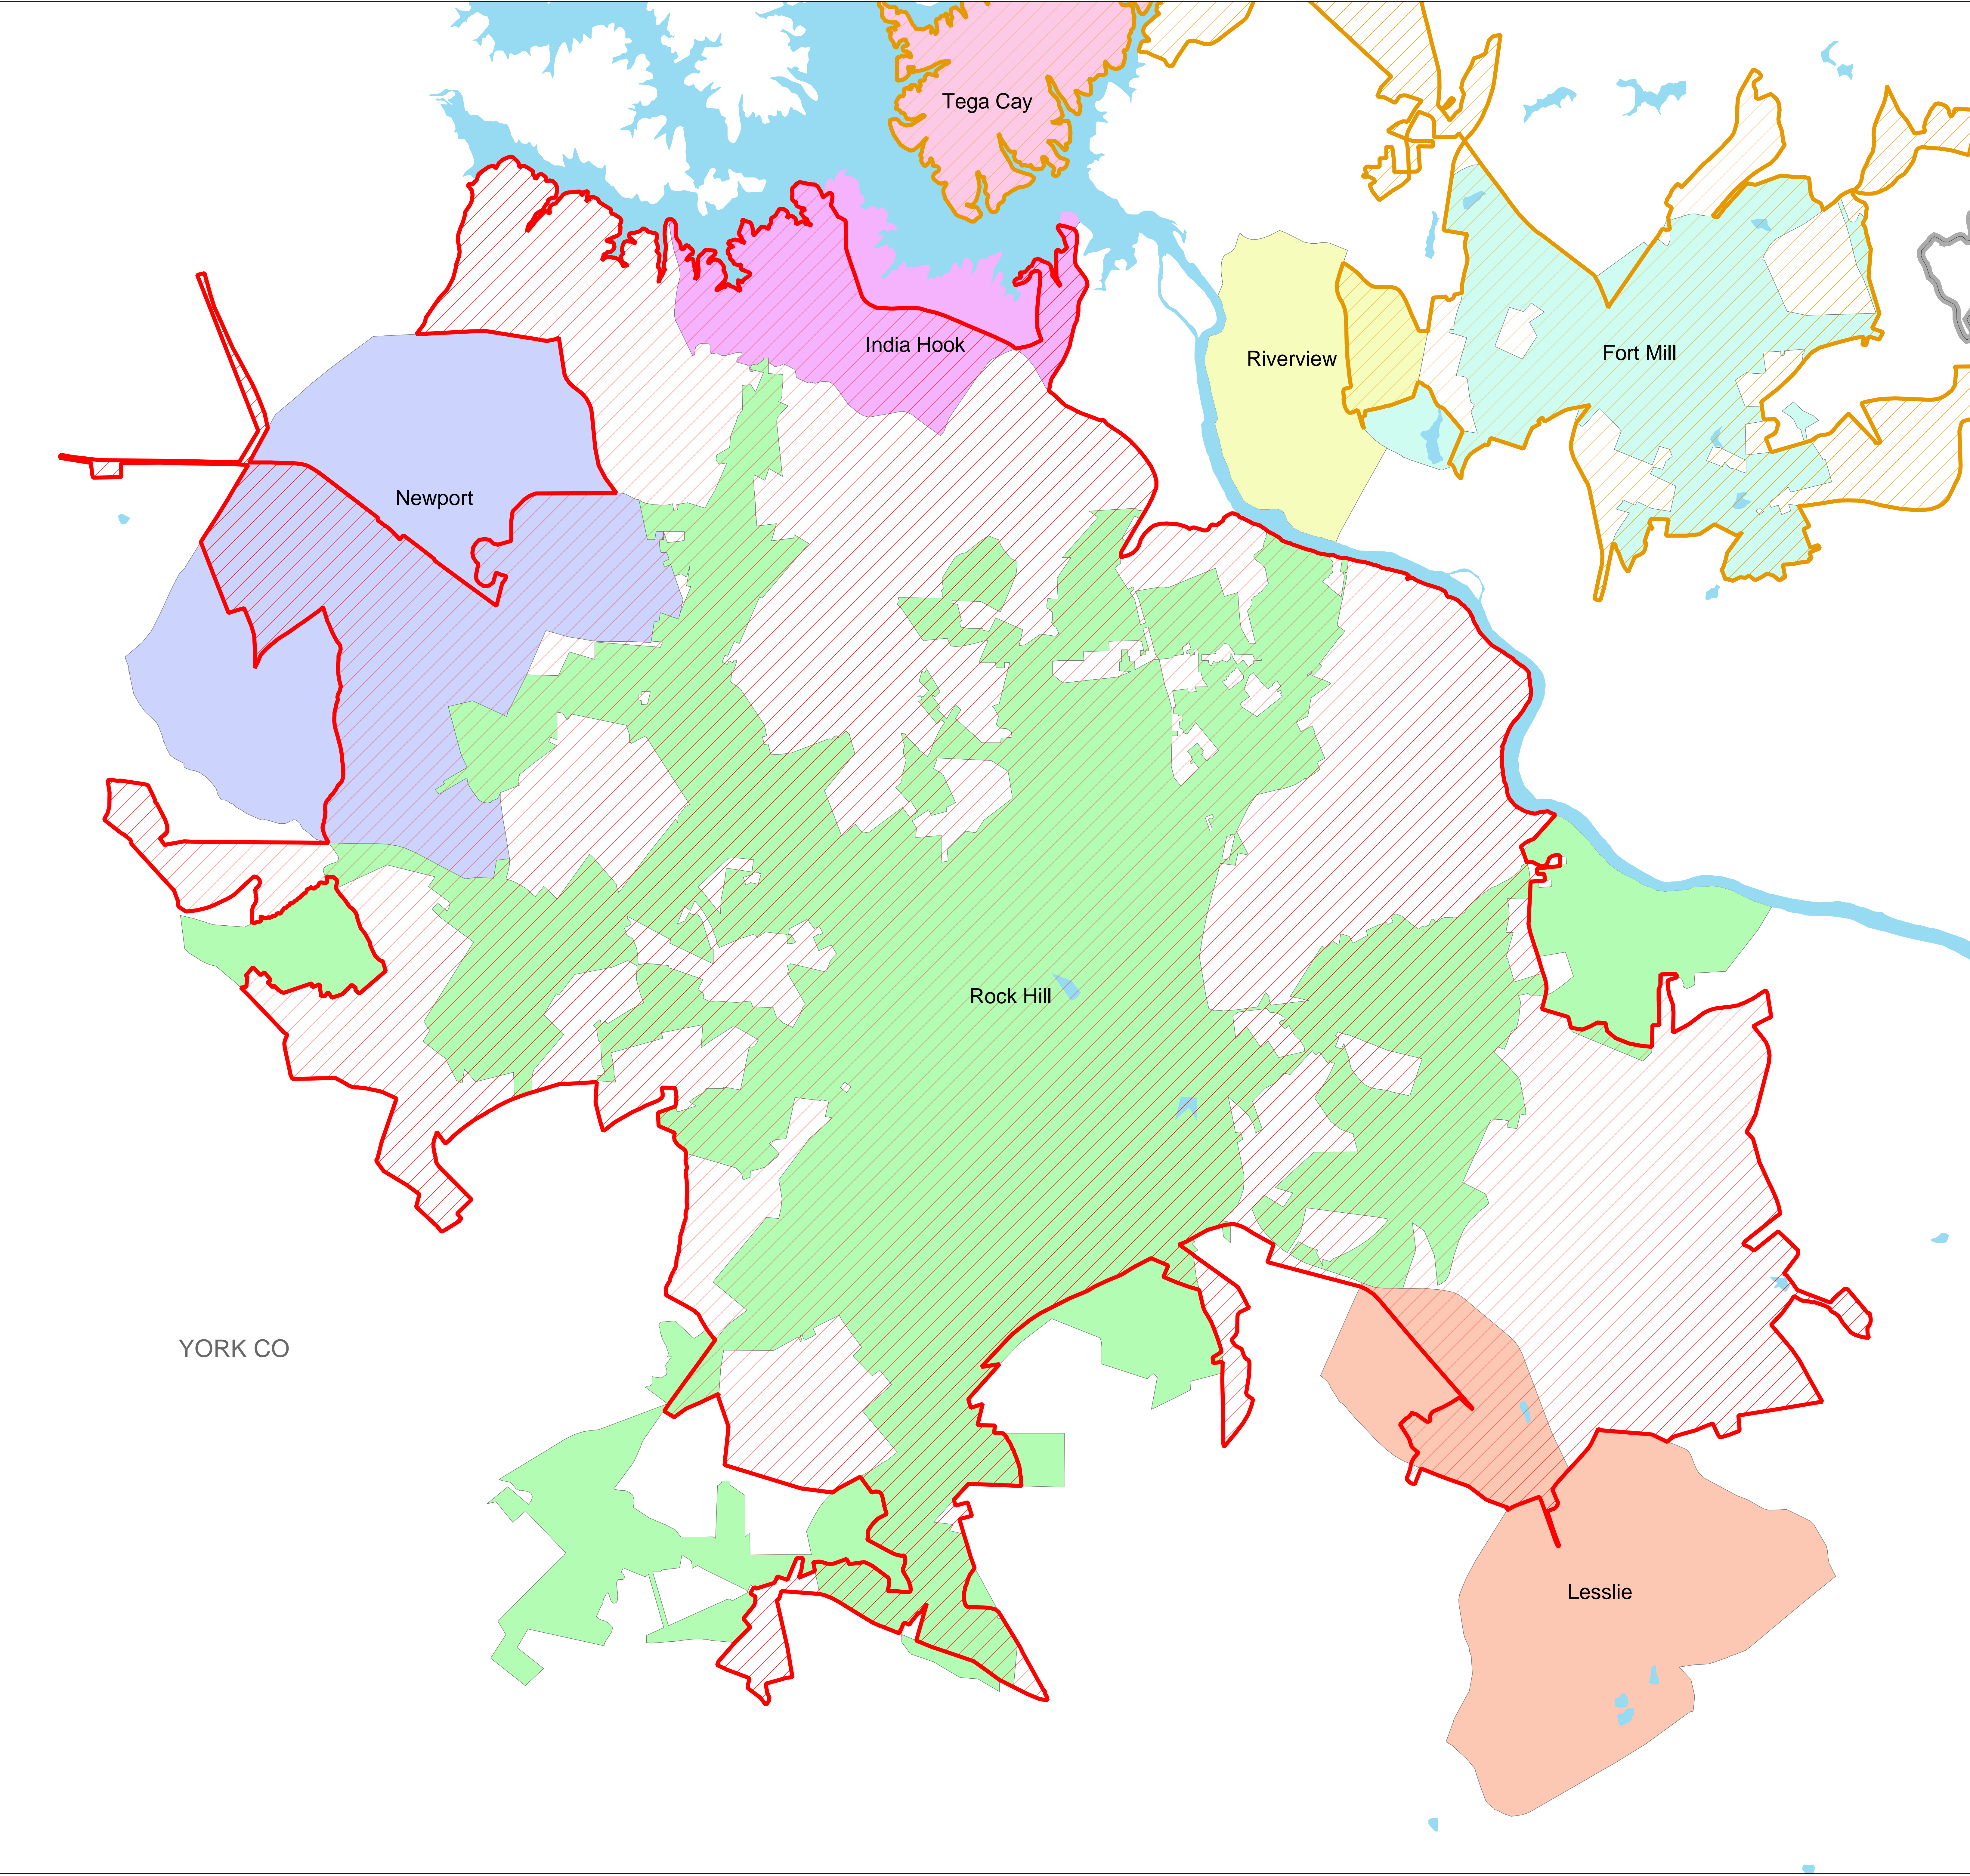 Tega Cay
India Hook
Riverview
Fort Mill
Newport
Rock Hill
YORK CO
Lesslie